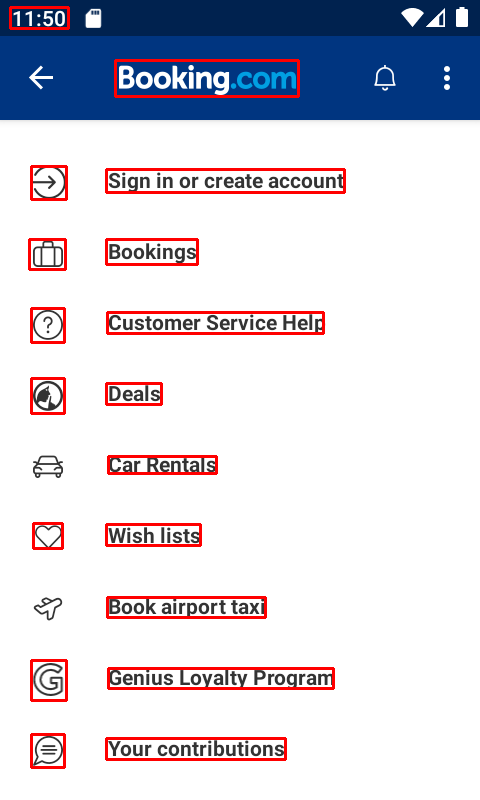 11:50
Booking.com
Sign in or create account
Bookings
Customer Service Help
Deals
Car Rentals
Wish lists
Book airport taxi
Genius Loyalty Program
Your contributions